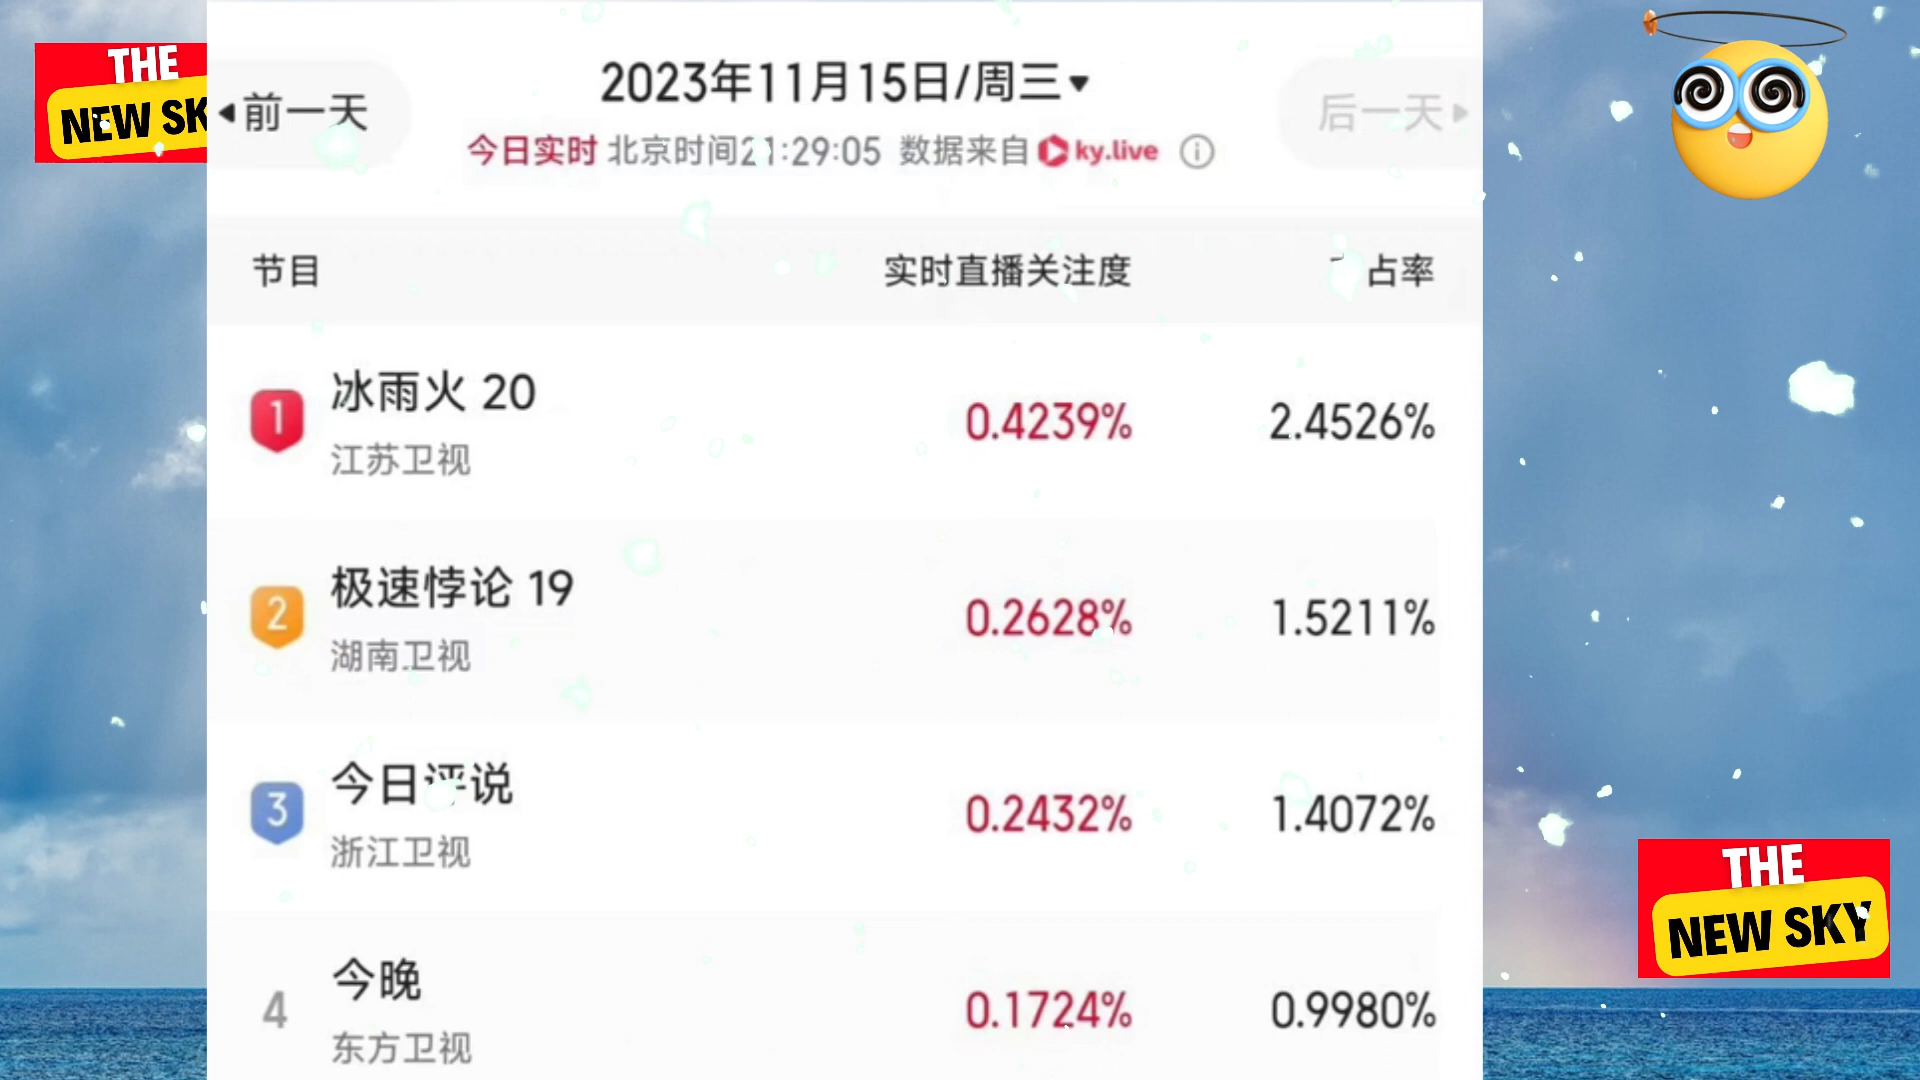 THE
NEW SK
前一天
2023年11月15日/周三
后一天
今日实时 北京时间21:29:05 数据来自 ky.live
节目 实时直播关注度 占率
1 冰雨火 20 0.4239% 2.4526%
江苏卫视
2 极速悖论 19 0.2628% 1.5211%
湖南卫视
3 今日评说 0.2432% 1.4072%
浙江卫视
4 今晚 0.1724% 0.9980%
东方卫视
THE
NEW SKY